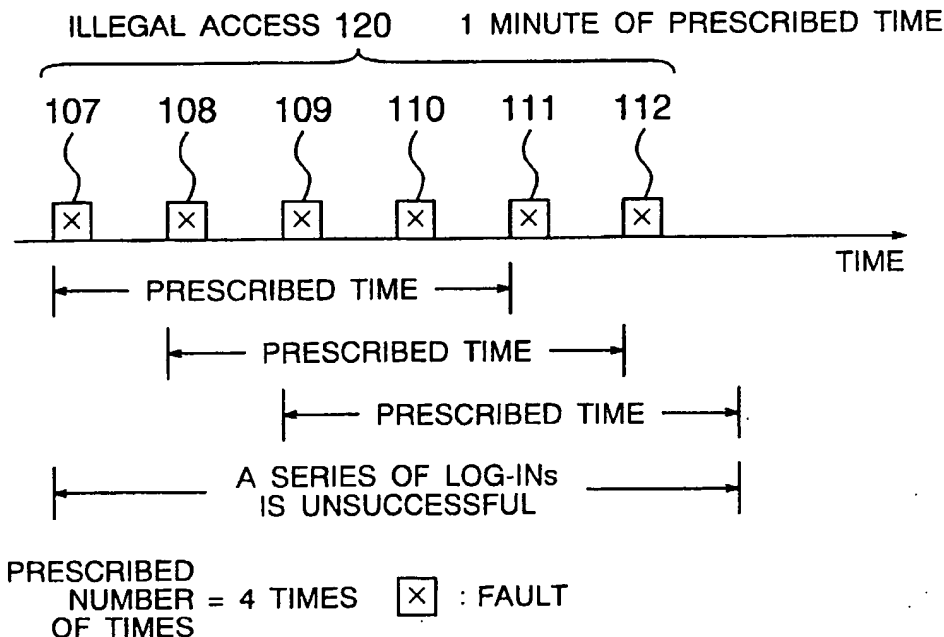 ILLEGAL ACCESS 120 1 MINUTE OF PRESCRIBED TIME
107 108 109 110 111 112
TIME
PRESCRIBED TIME
PRESCRIBED TIME
PRESCRIBED TIME
A SERIES OF LOG-INs
IS UNSUCCESSFUL
PRESCRIBED
NUMBER = 4 TIMES
OF TIMES
× : FAULT